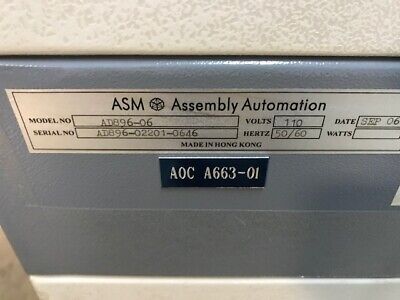 ASM Assembly Automation
MODEL NO AD896-06 VOLTS 110 DATE SEP 06
SERIAL NO AD896-02201-0646 HERTZ 50/60 WATTS
MADE IN HONG KONG
AOC A663-01